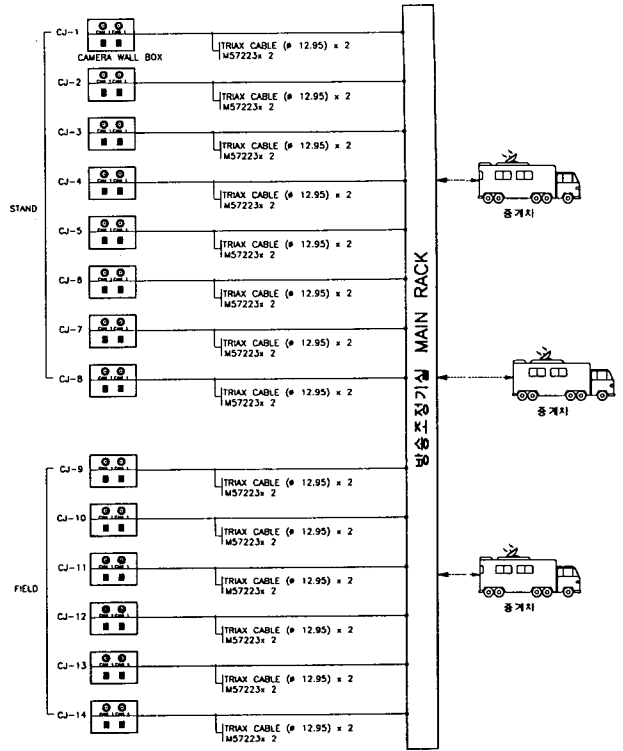 CJ-1
CAMERA WALL BOX
TRIAX CABLE (ø 12.95) x 2
M57223x 2
CJ-2
TRIAX CABLE (ø 12.95) x 2
M57223x 2
CJ-3
TRIAX CABLE (ø 12.95) x 2
M57223x 2
CJ-4
TRIAX CABLE (ø 12.95) x 2
M57223x 2
STAND
CJ-5
TRIAX CABLE (ø 12.95) x 2
M57223x 2
CJ-6
TRIAX CABLE (ø 12.95) x 2
M57223x 2
CJ-7
TRIAX CABLE (ø 12.95) x 2
M57223x 2
CJ-8
TRIAX CABLE (ø 12.95) x 2
M57223x 2
CJ-9
TRIAX CABLE (ø 12.95) x 2
M57223x 2
CJ-10
TRIAX CABLE (ø 12.95) x 2
M57223x 2
CJ-11
TRIAX CABLE (ø 12.95) x 2
M57223x 2
FIELD
CJ-12
TRIAX CABLE (ø 12.95) x 2
M57223x 2
CJ-13
TRIAX CABLE (ø 12.95) x 2
M57223x 2
CJ-14
TRIAX CABLE (ø 12.95) x 2
M57223x 2
방송조정기실 MAIN RACK
중계차
중계차
중계차